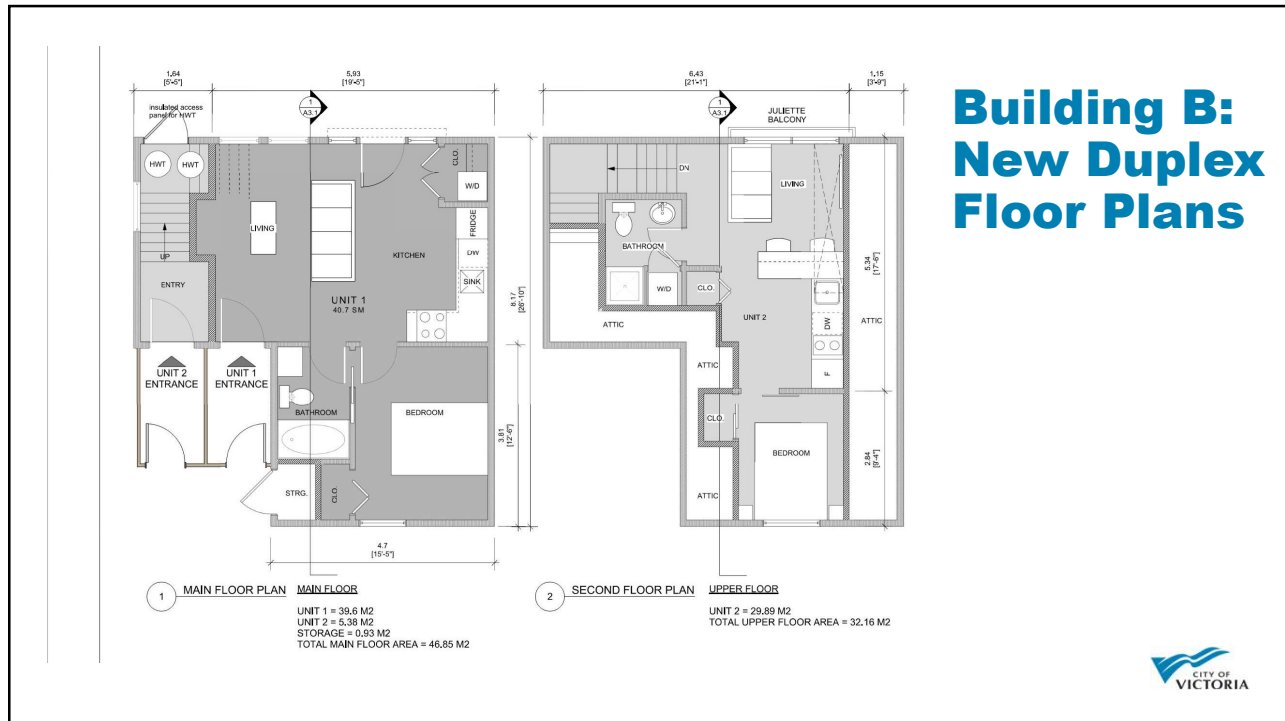 Building B:
New Duplex
Floor Plans
1.64
[5'-5"]
5.93
[19'-5"]
insulated access
panel for HWT
1
A3.1
HWT
HWT
CLO.
W/D
LIVING
FRIDGE
KITCHEN
DW
SINK
UP
ENTRY
UNIT 1
40.7 SM
8.17
[26'-10"]
UNIT 2
ENTRANCE
UNIT 1
ENTRANCE
BATHROOM
BEDROOM
3.81
[12'-6"]
STRG.
CLO.
4.7
[15'-5"]
1
MAIN FLOOR PLAN
MAIN FLOOR
UNIT 1 = 39.6 M2
UNIT 2 = 5.38 M2
STORAGE = 0.93 M2
TOTAL MAIN FLOOR AREA = 46.85 M2
6.43
[21'-1"]
1.15
[3'-9"]
1
A3.1
JULIETTE
BALCONY
DN
LIVING
BATHROOM
W/D
CLO.
5.34
[17'-6"]
UNIT 2
DW
ATTIC
ATTIC
ATTIC
F
CLO.
BEDROOM
2.84
[9'-4"]
ATTIC
2
SECOND FLOOR PLAN
UPPER FLOOR
UNIT 2 = 29.89 M2
TOTAL UPPER FLOOR AREA = 32.16 M2
CITY OF
VICTORIA